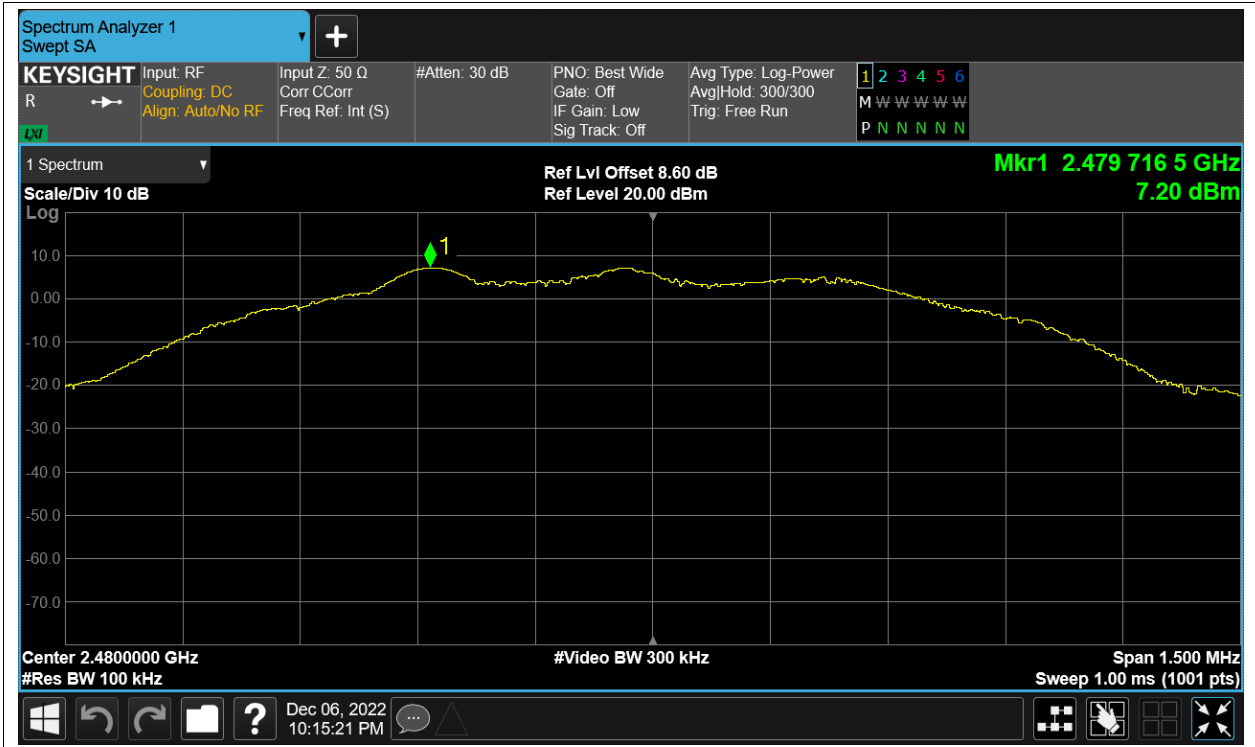 Spectrum Analyzer 1
Swept SA
+
KEYSIGHT
R
LXI
Input: RF
Coupling: DC
Align: Auto/No RF
Input Z: 50 Ω
Corr CCorr
Freq Ref: Int (S)
#Atten: 30 dB
PNO: Best Wide
Gate: Off
IF Gain: Low
Sig Track: Off
Avg Type: Log-Power
Avg|Hold: 300/300
Trig: Free Run
1 2 3 4 5 6
M W W W W W
P N N N N N
1 Spectrum
Scale/Div 10 dB
Log
Ref Lvl Offset 8.60 dB
Ref Level 20.00 dBm
Mkr1 2.479 716 5 GHz
7.20 dBm
1
10.0
0.00
-10.0
-20.0
-30.0
-40.0
-50.0
-60.0
-70.0
Center 2.4800000 GHz
#Res BW 100 kHz
#Video BW 300 kHz
Span 1.500 MHz
Sweep 1.00 ms (1001 pts)
?
Dec 06, 2022
10:15:21 PM